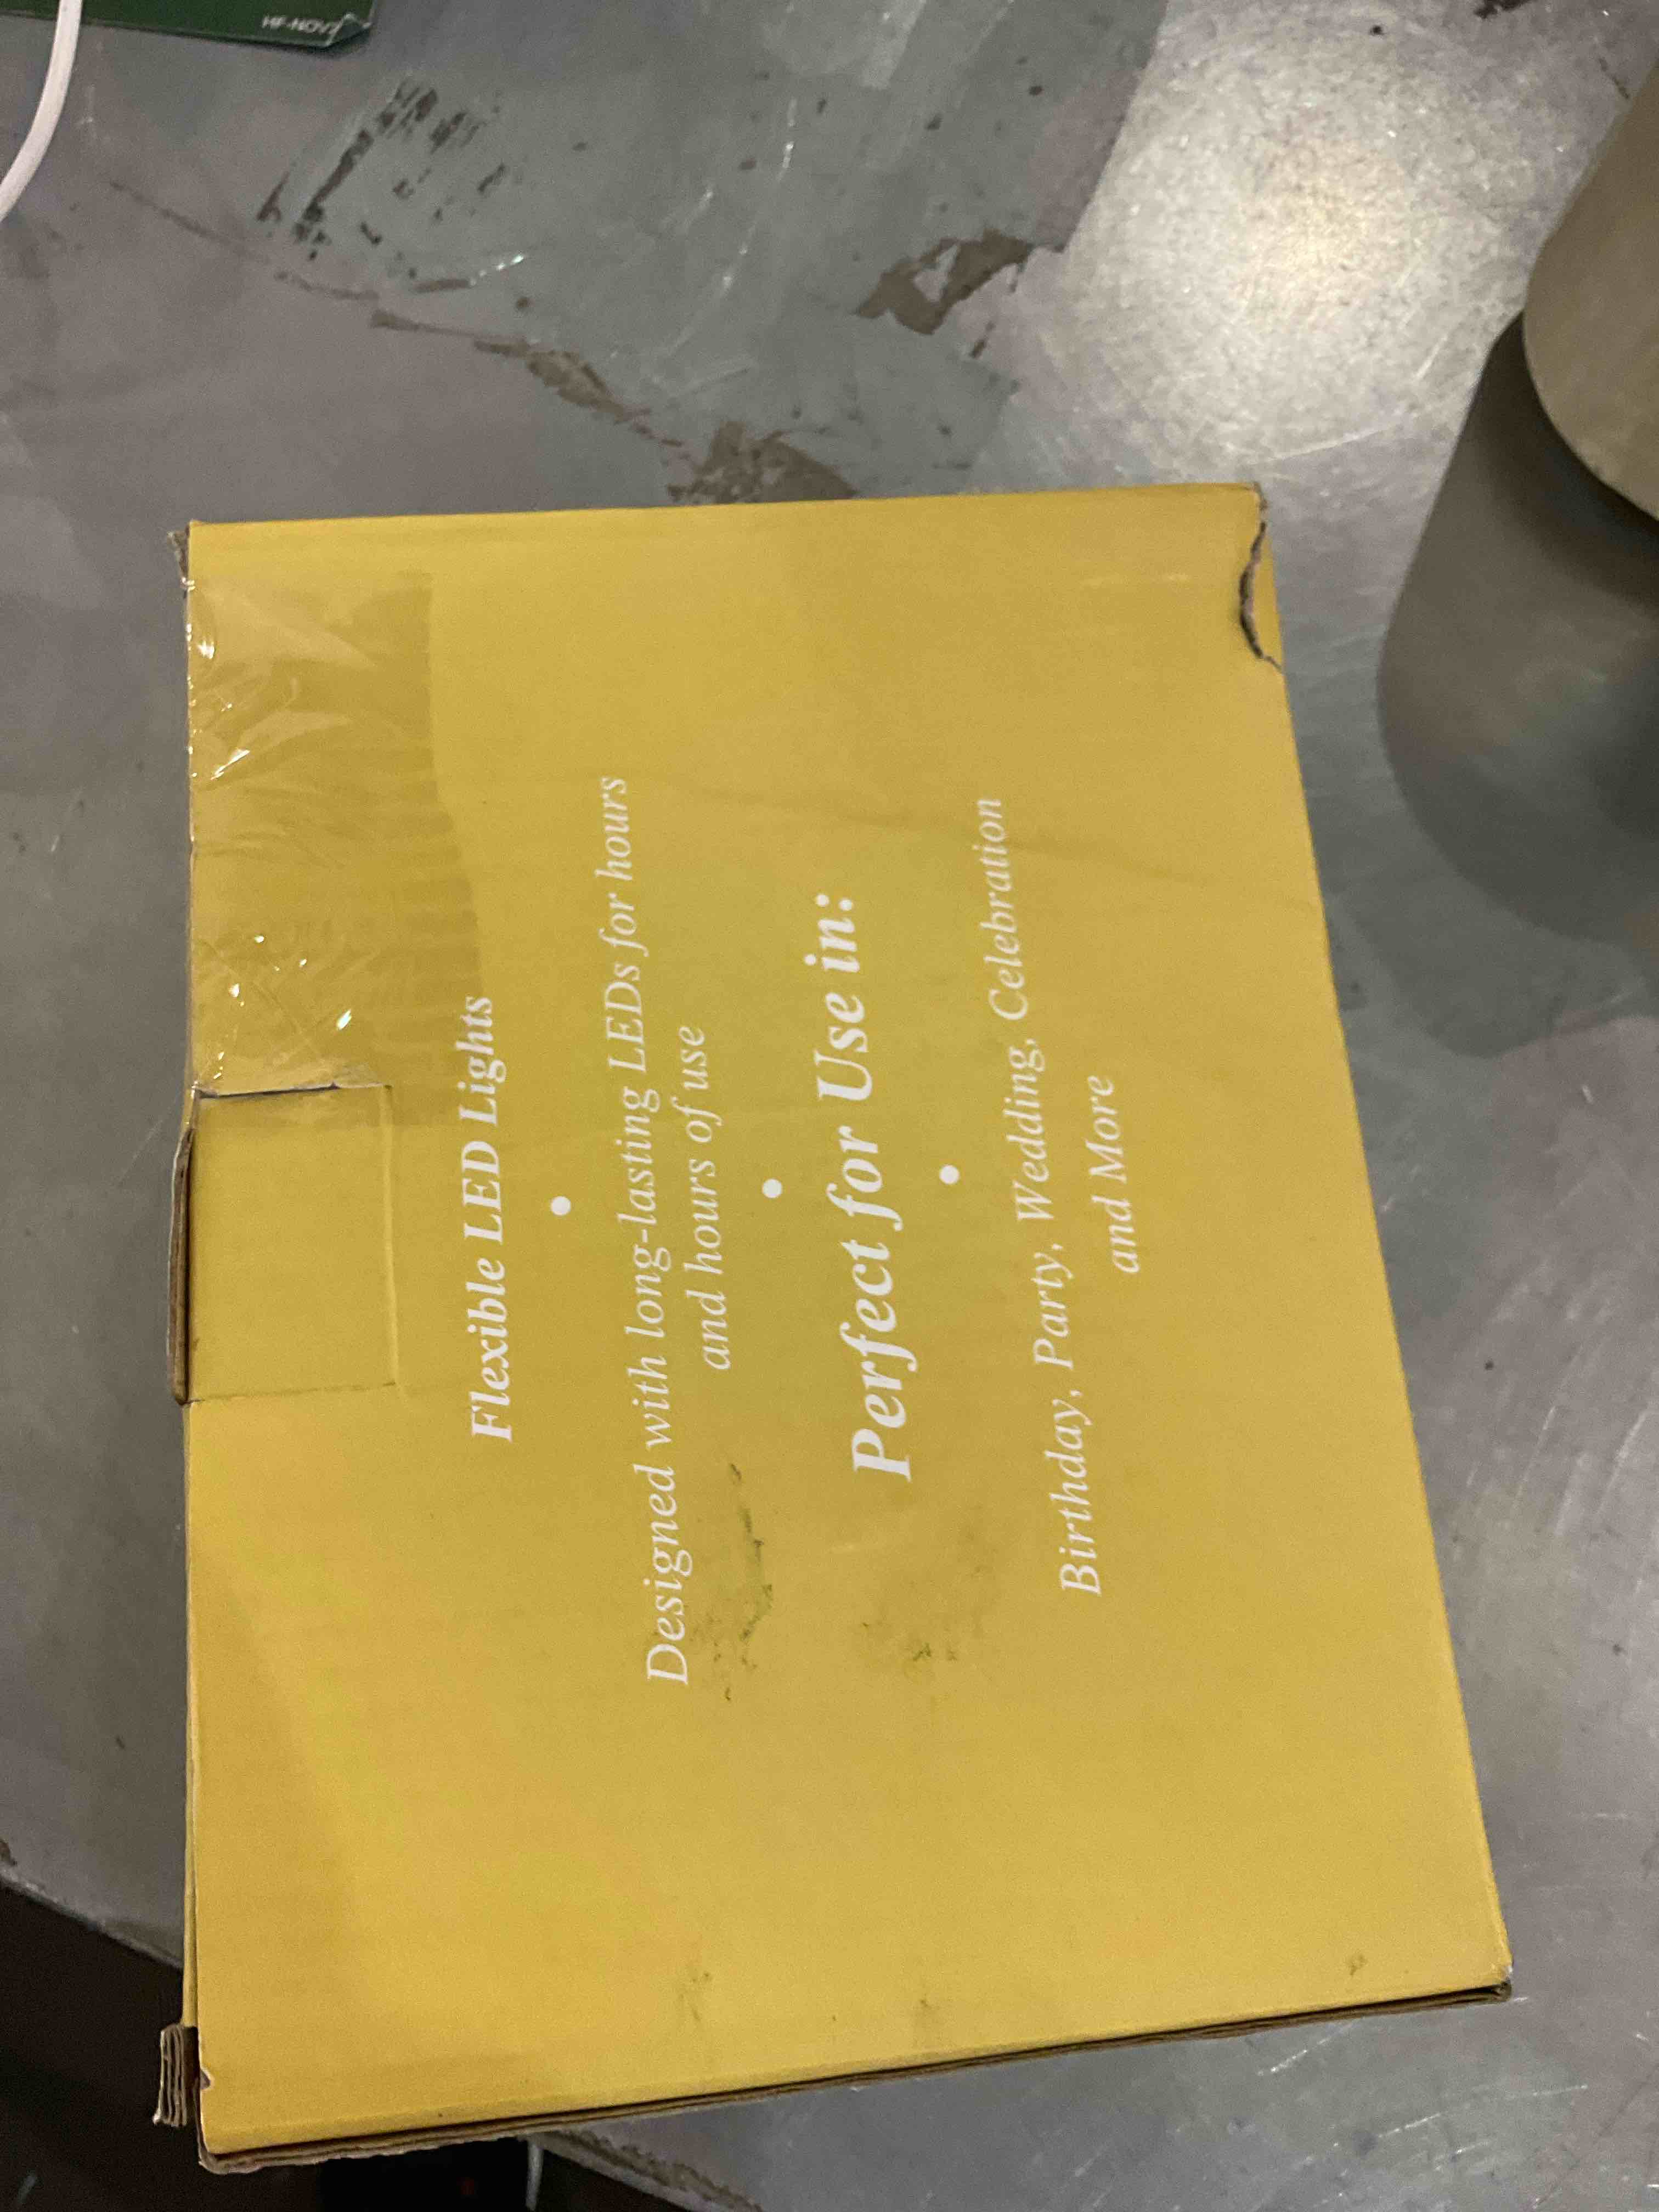 Flexible LED Lights
•
Designed with long-lasting LEDs for hours
and hours of use
•
Perfect for Use in:
•
Birthday, Party, Wedding, Celebration
and More